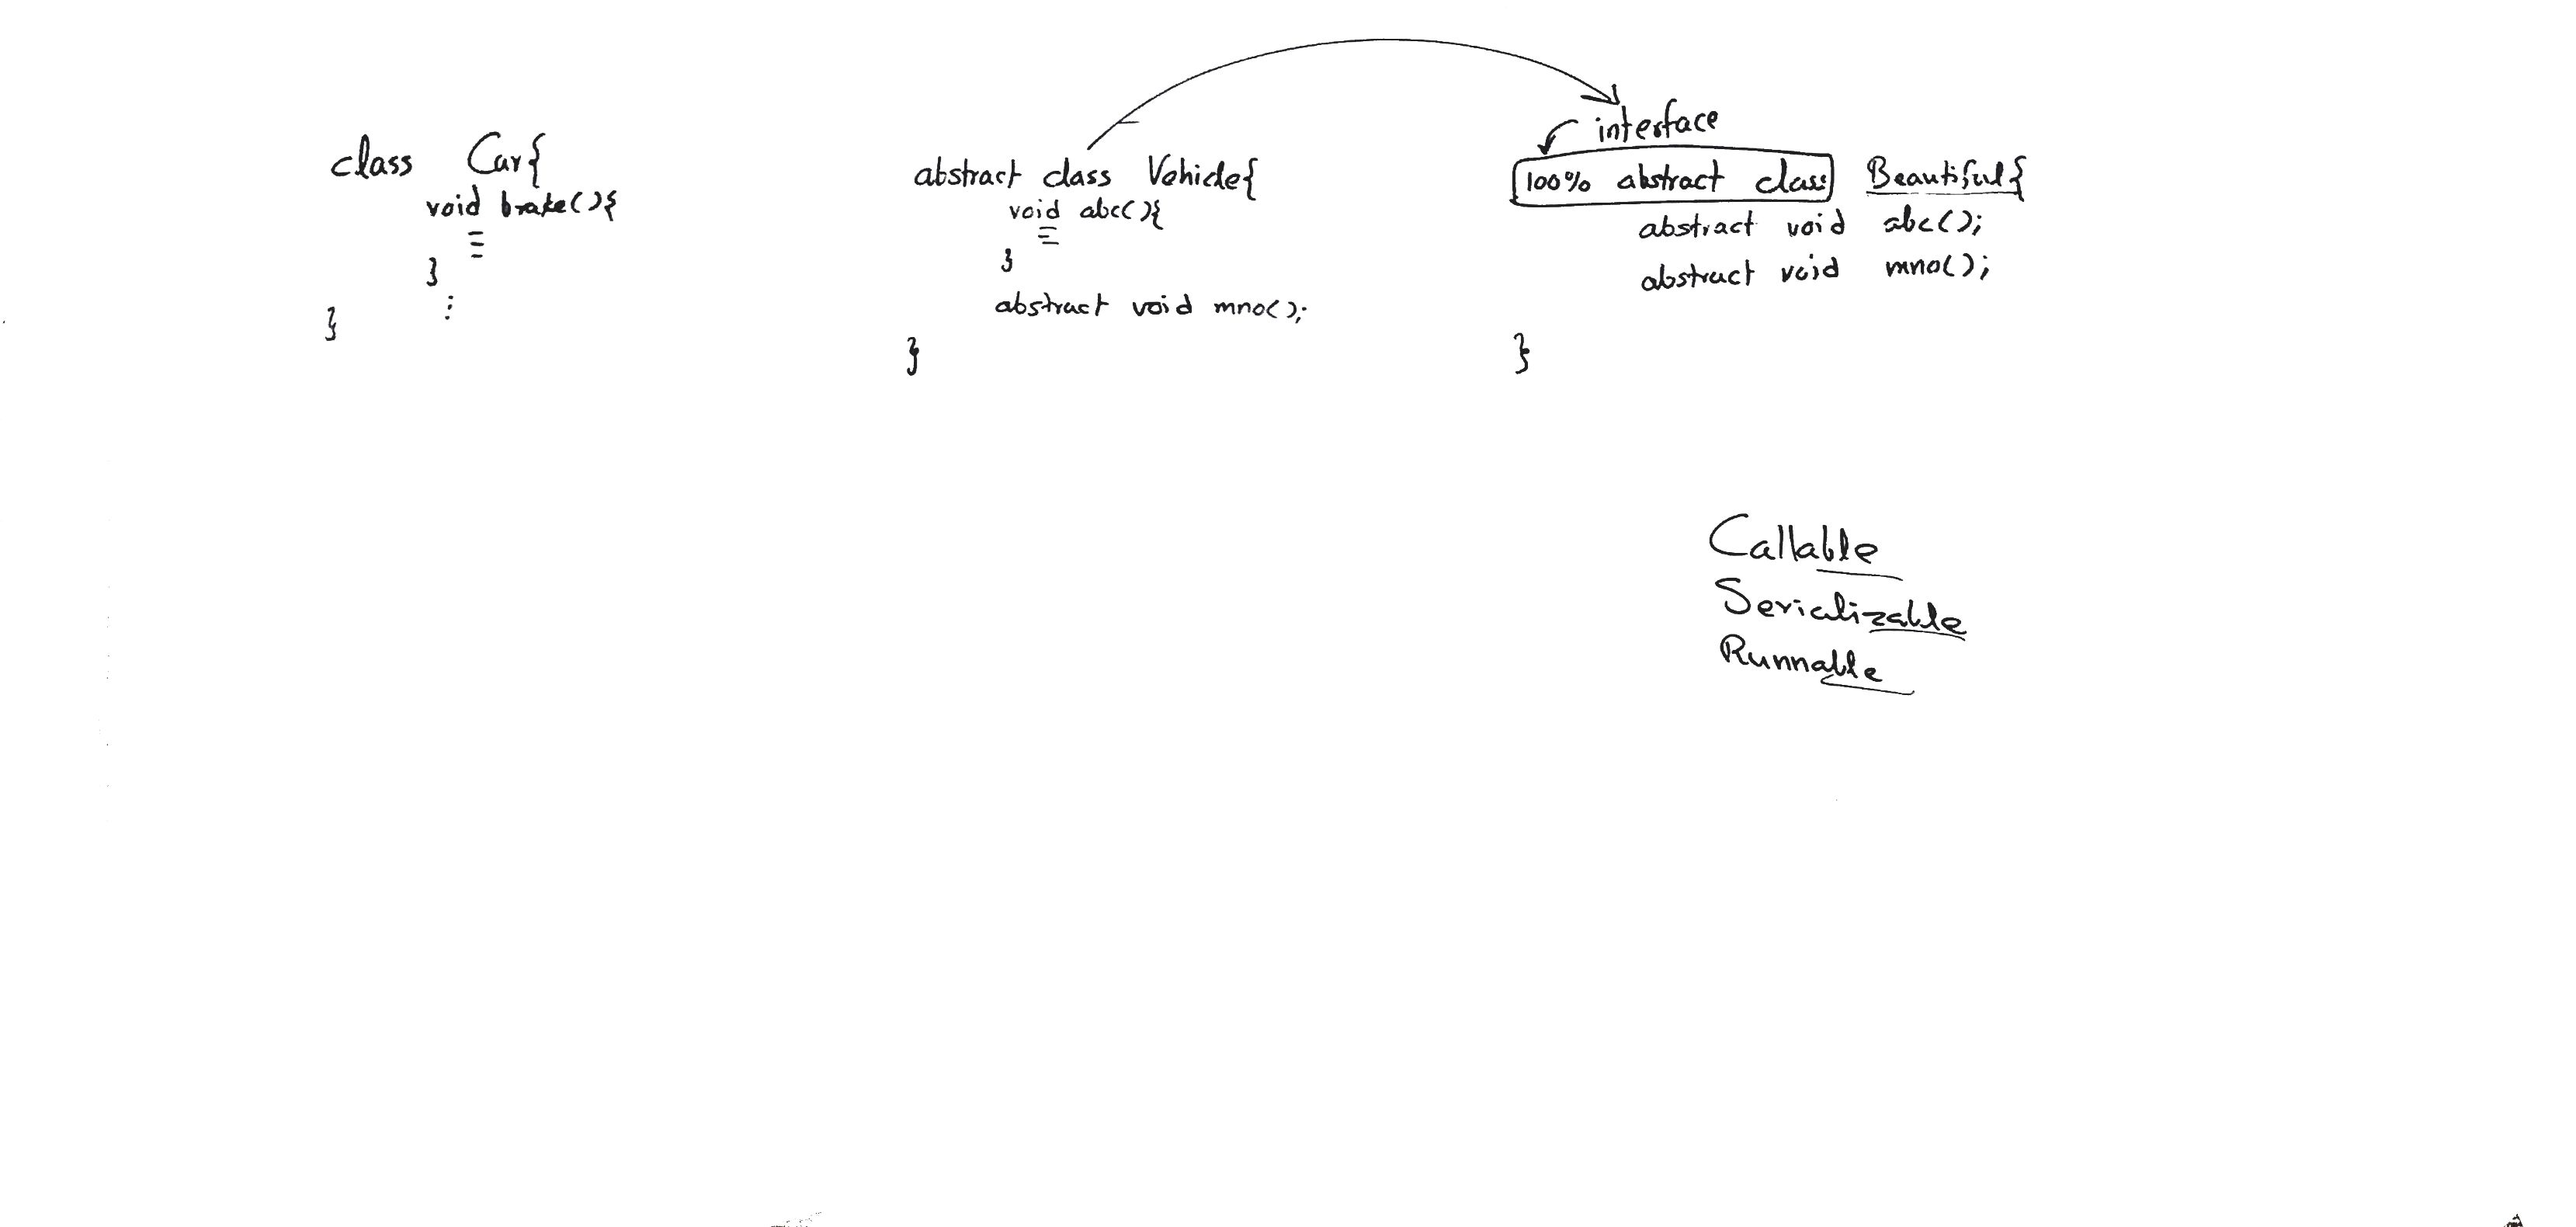 class Car{
void brake(){
}
}
abstract class Vehicle{
void abc(){
}
abstract void mno();
}
interface
100% abstract class Beautiful{
abstract void abc();
abstract void mno();
}
Callable
Serializable
Runnable